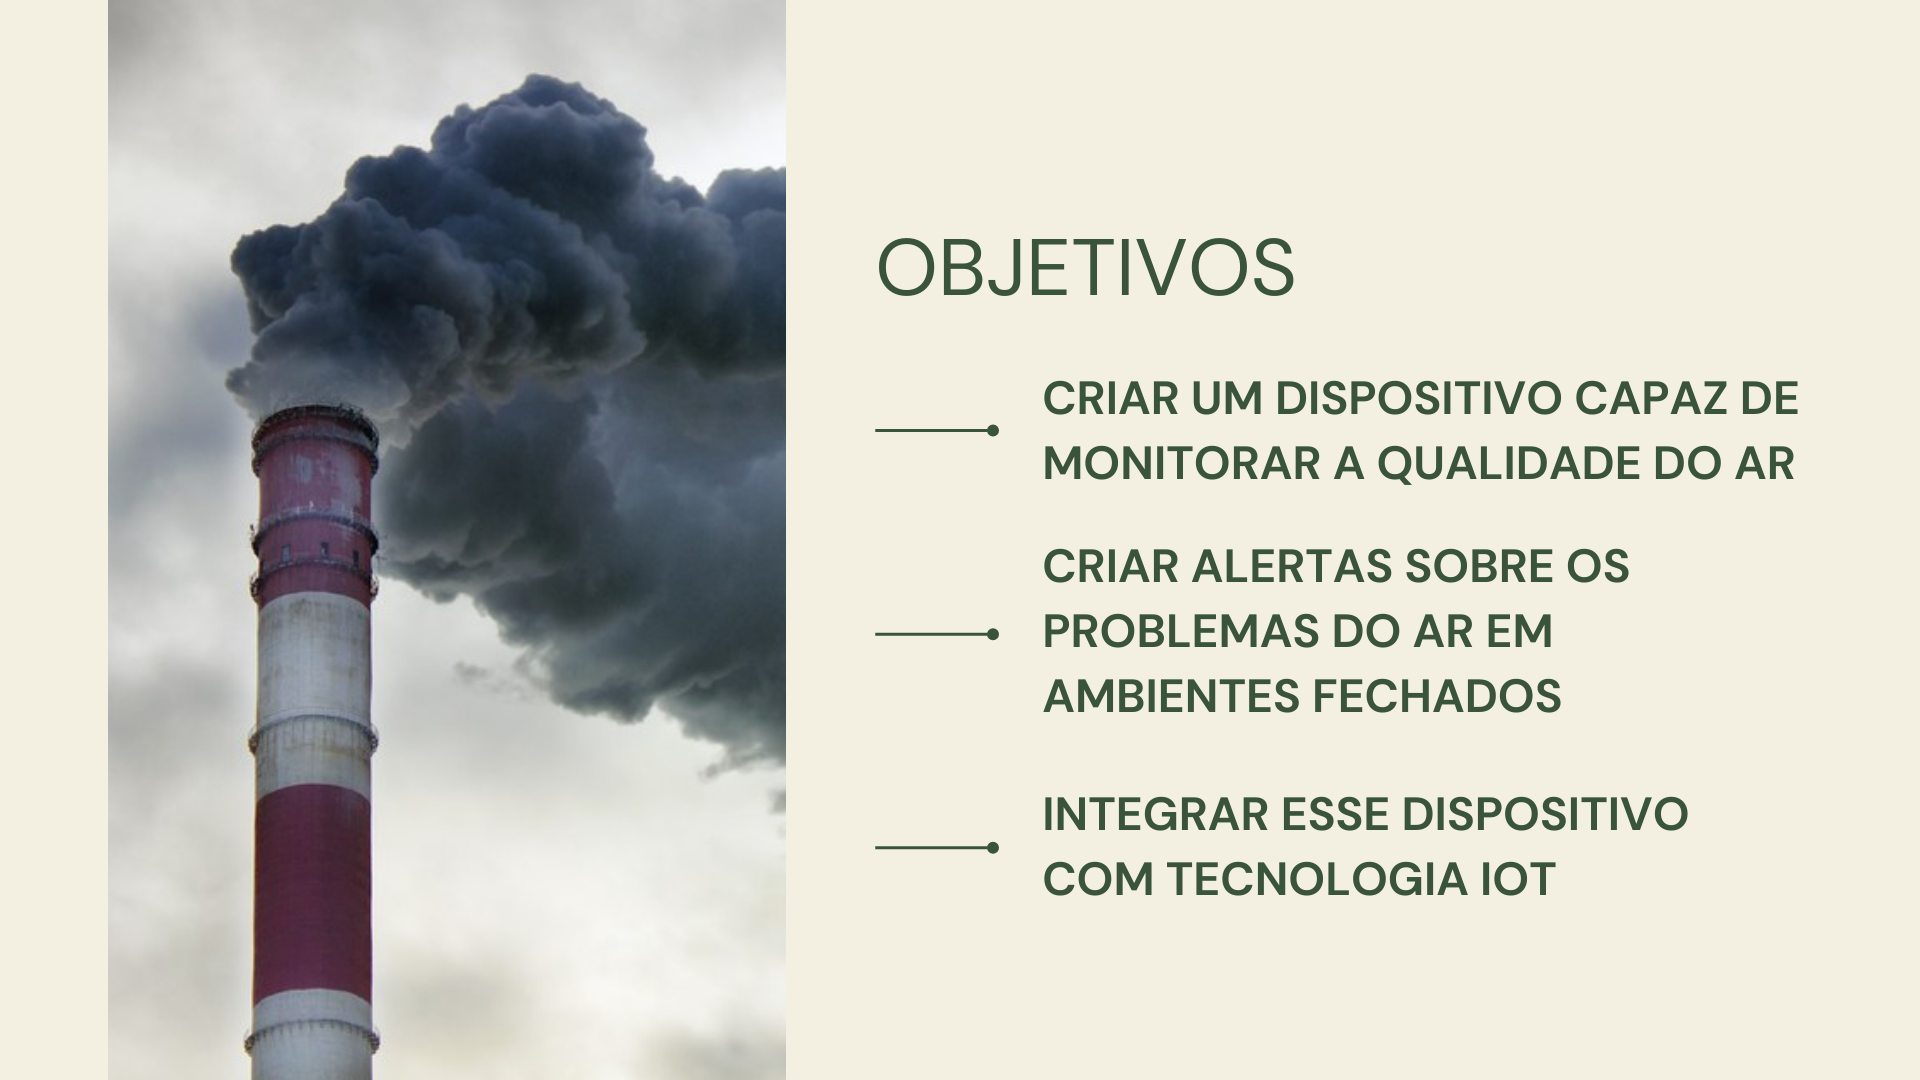 OBJETIVOS
CRIAR UM DISPOSITIVO CAPAZ DE
MONITORAR A QUALIDADE DO AR
CRIAR ALERTAS SOBRE OS
PROBLEMAS DO AR EM
AMBIENTES FECHADOS
INTEGRAR ESSE DISPOSITIVO
COM TECNOLOGIA IOT